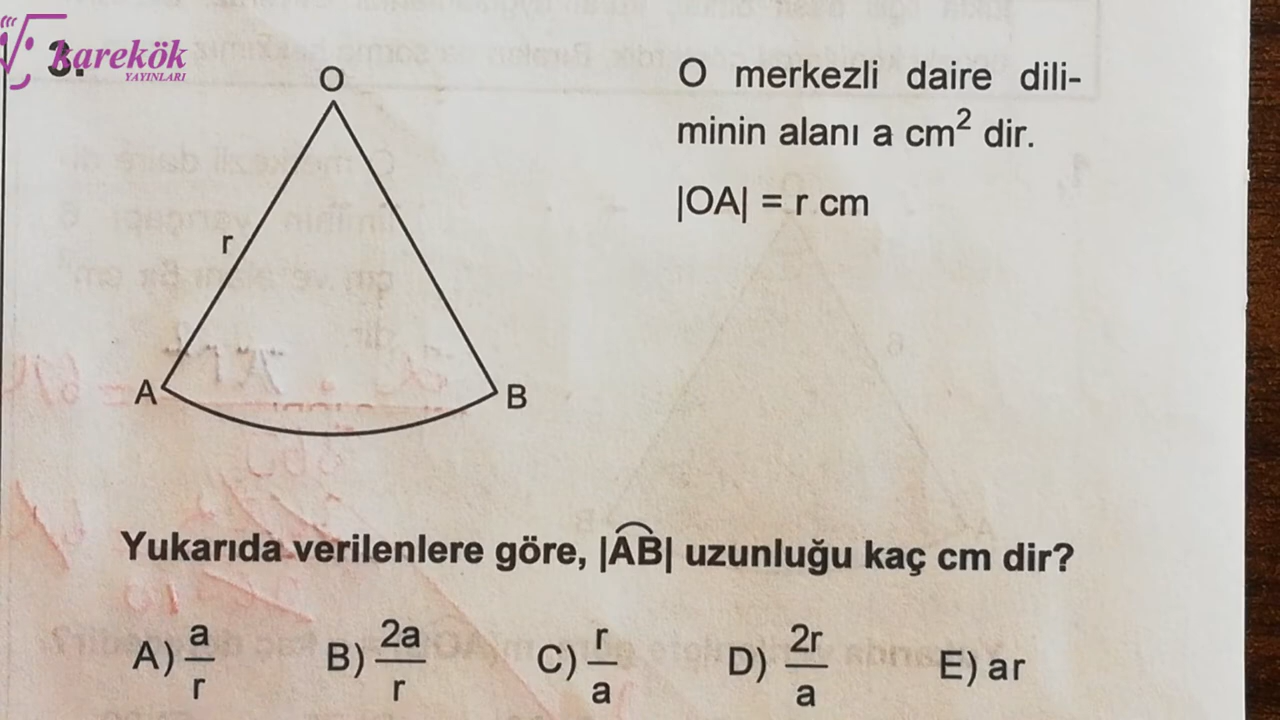 karekök
YAYINLARI
3.
O
r
A
B
O merkezli daire dili-
minin alanı a cm² dir.
|OA| = r cm
Yukarıda verilenlere göre, |AB| uzunluğu kaç cm dir?
A) a/r B) 2a/r C) r/a D) 2r/a E) ar